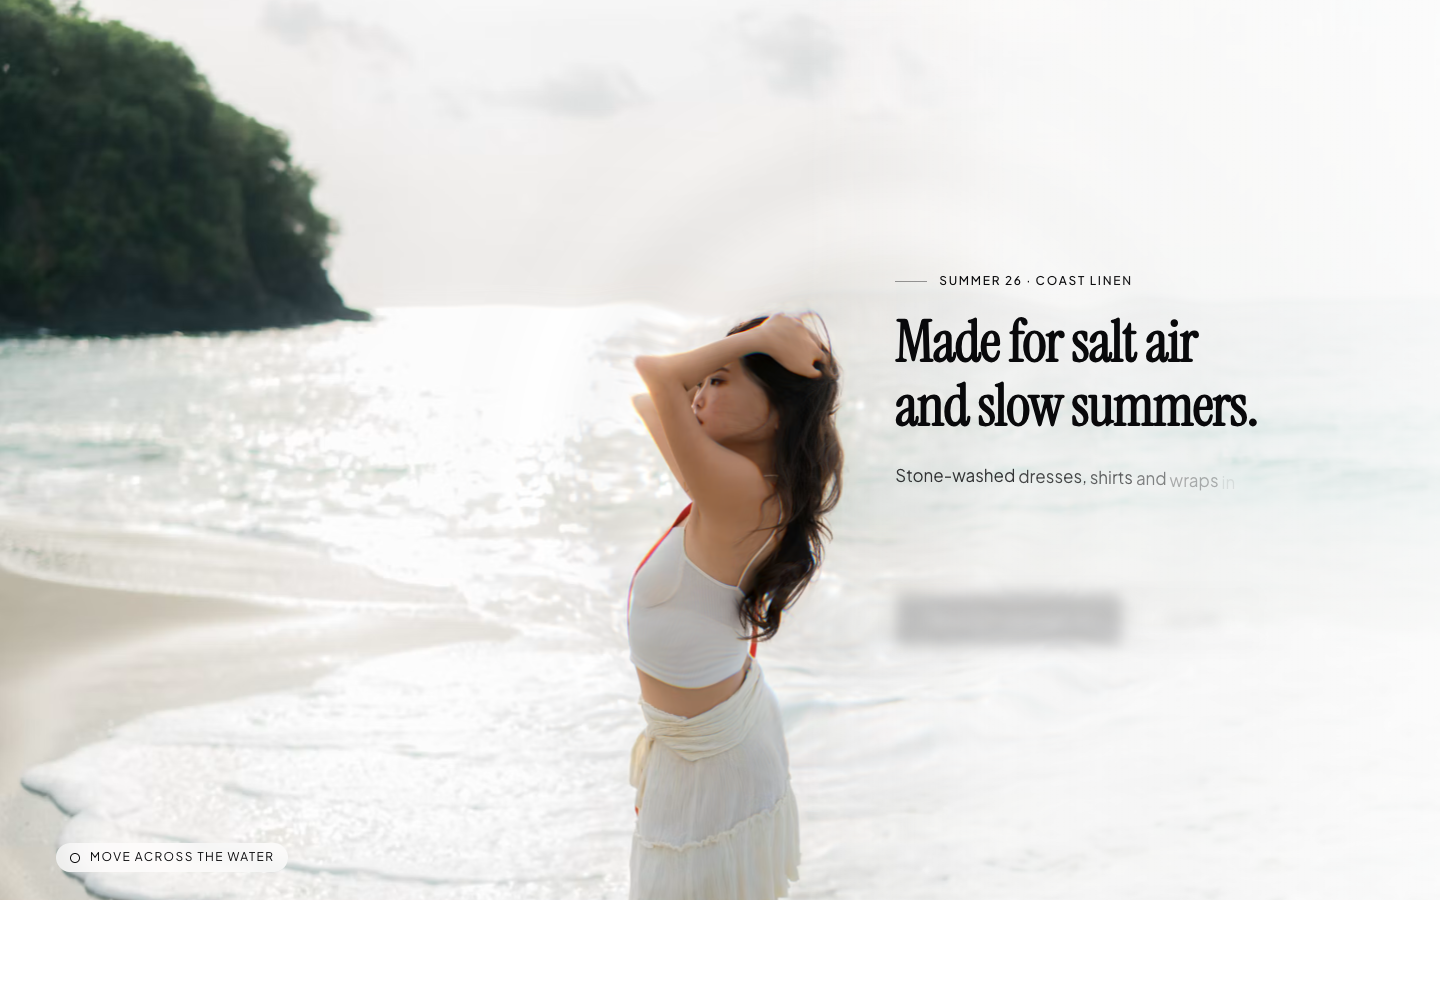 SUMMER 26 · COAST LINEN
Made for salt air
and slow summers.
Stone-washed dresses, shirts and wraps in
MOVE ACROSS THE WATER